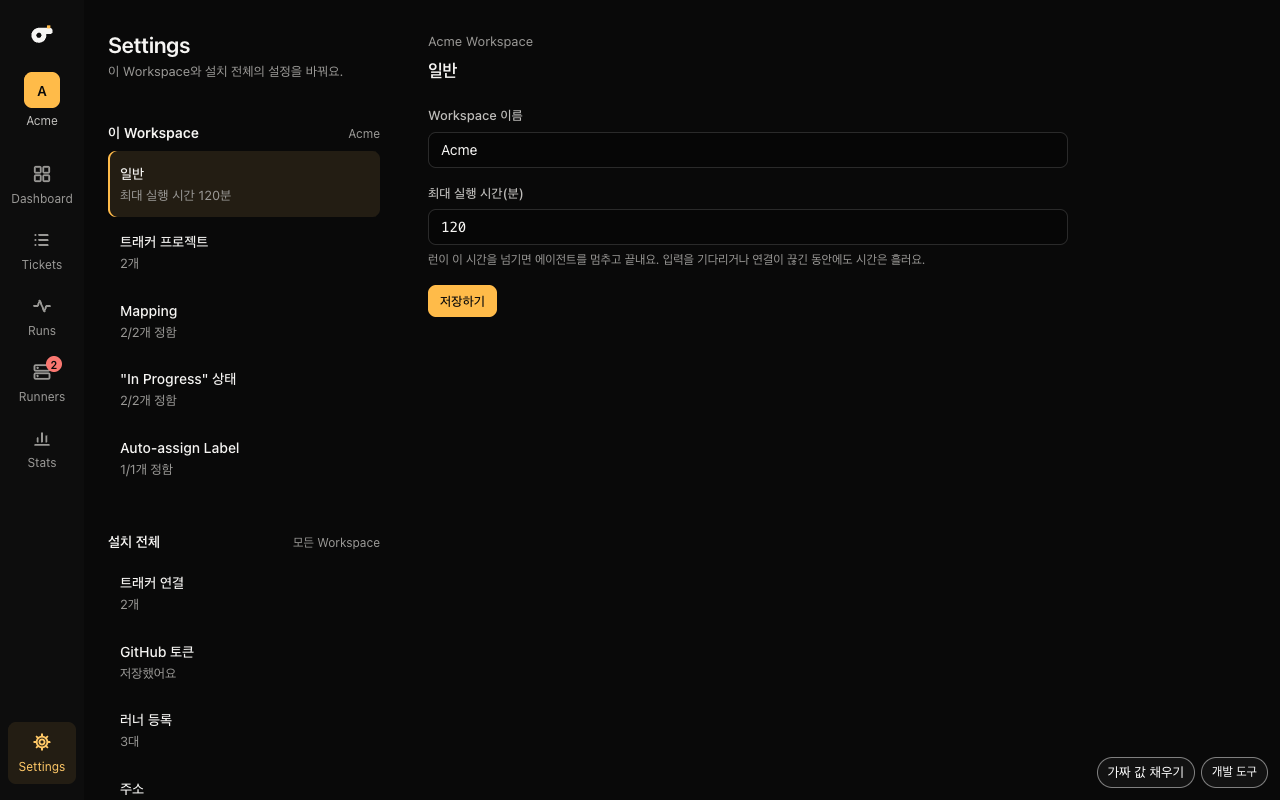 A
Acme
Dashboard
Tickets
Runs
2
Runners
Stats
Settings
Settings
이 Workspace와 설치 전체의 설정을 바꿔요.
이 Workspace
Acme
일반
최대 실행 시간 120분
트래커 프로젝트
2개
Mapping
2/2개 정함
"In Progress" 상태
2/2개 정함
Auto-assign Label
1/1개 정함
설치 전체
모든 Workspace
트래커 연결
2개
GitHub 토큰
저장했어요
러너 등록
3대
주소
Acme Workspace
일반
Workspace 이름
Acme
최대 실행 시간(분)
120
런이 이 시간을 넘기면 에이전트를 멈추고 끝내요. 입력을 기다리거나 연결이 끊긴 동안에도 시간은 흘러요.
저장하기
가짜 값 채우기
개발 도구